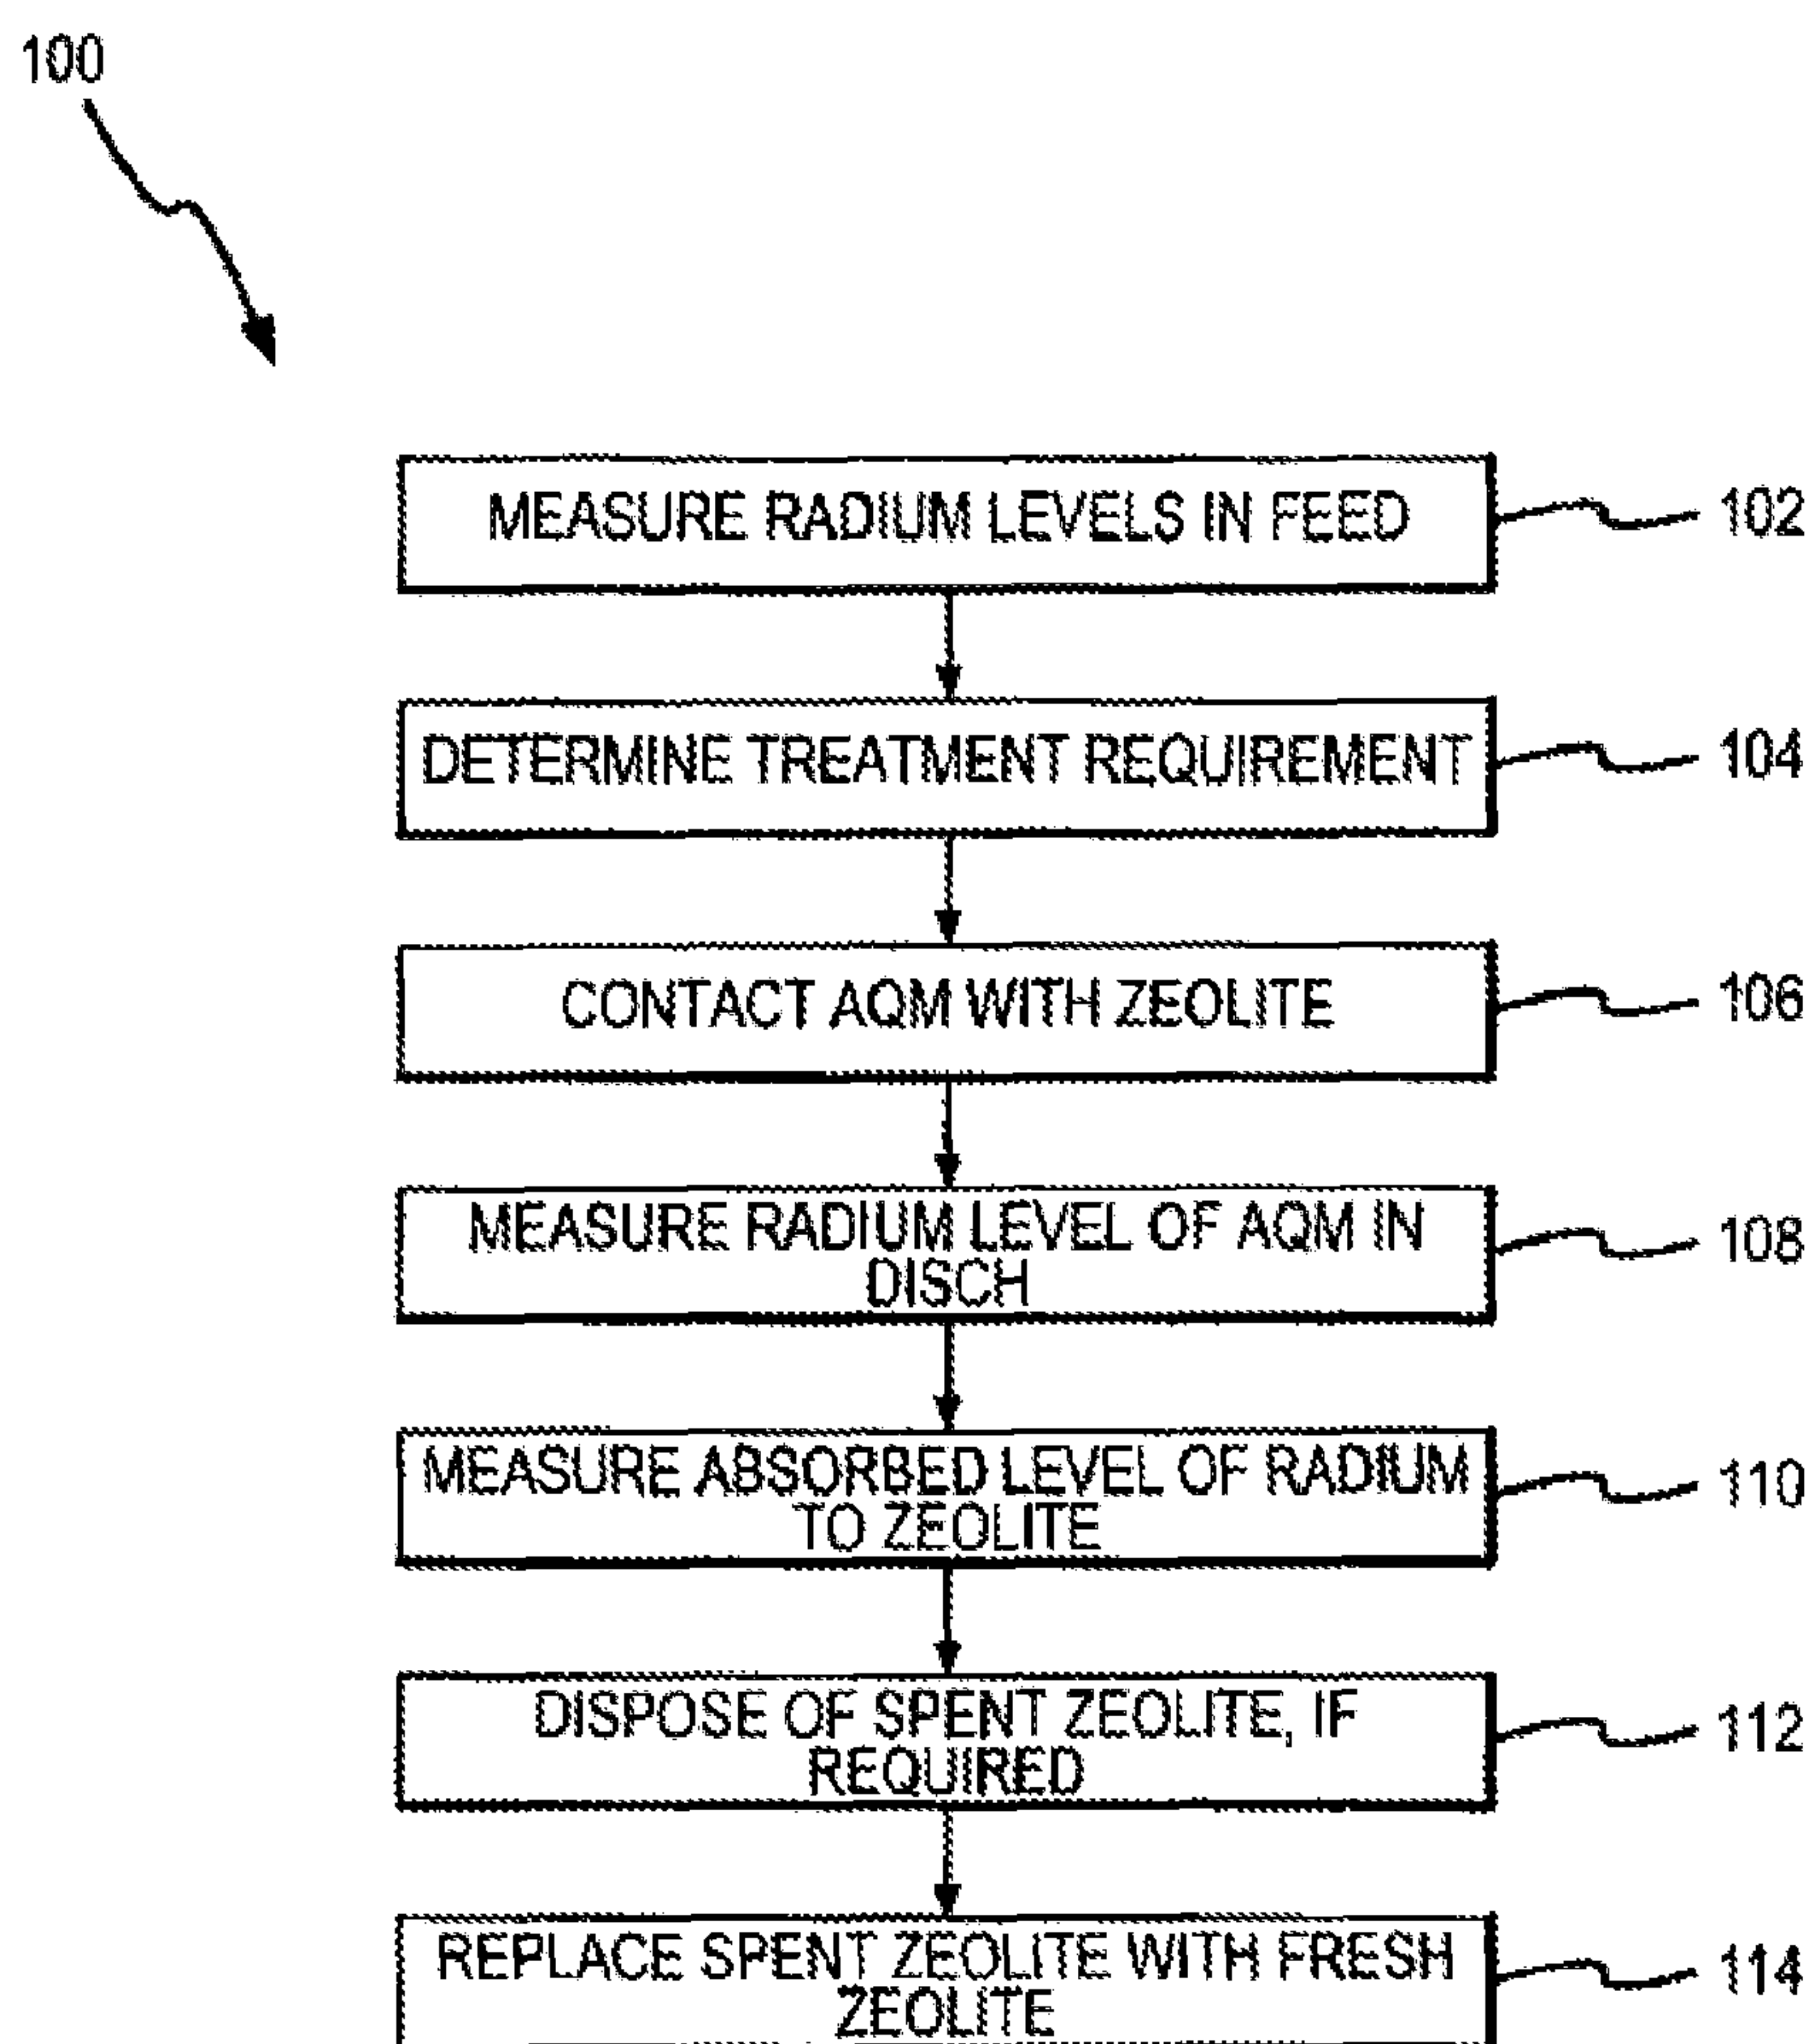 100
MEASURE RADIUM LEVELS IN FEED
102
DETERMINE TREATMENT REQUIREMENT
104
CONTACT AQM WITH ZEOLITE
106
MEASURE RADIUM LEVEL OF AQM IN
DISCH
108
MEASURE ABSORBED LEVEL OF RADIUM
TO ZEOLITE
110
DISPOSE OF SPENT ZEOLITE, IF
REQUIRED
112
REPLACE SPENT ZEOLITE WITH FRESH
ZEOLITE
114